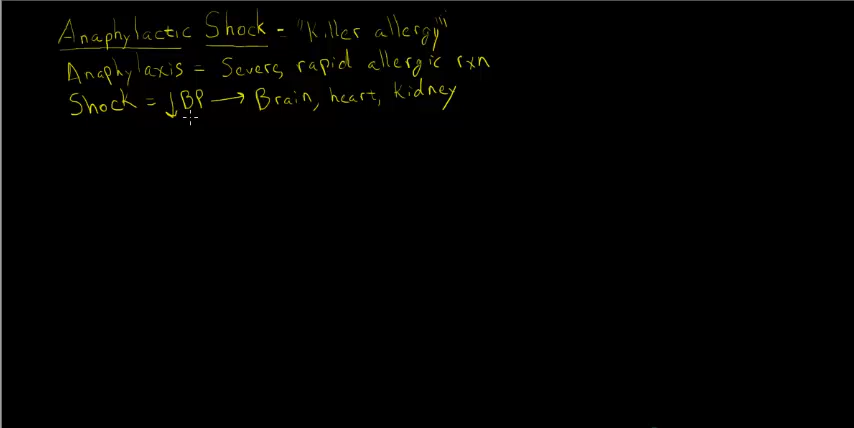 Anaphylactic Shock - "Killer allergy"
Anaphylaxis = Severe, rapid allergic rxn
Shock = ↓BP → Brain, heart, kidney